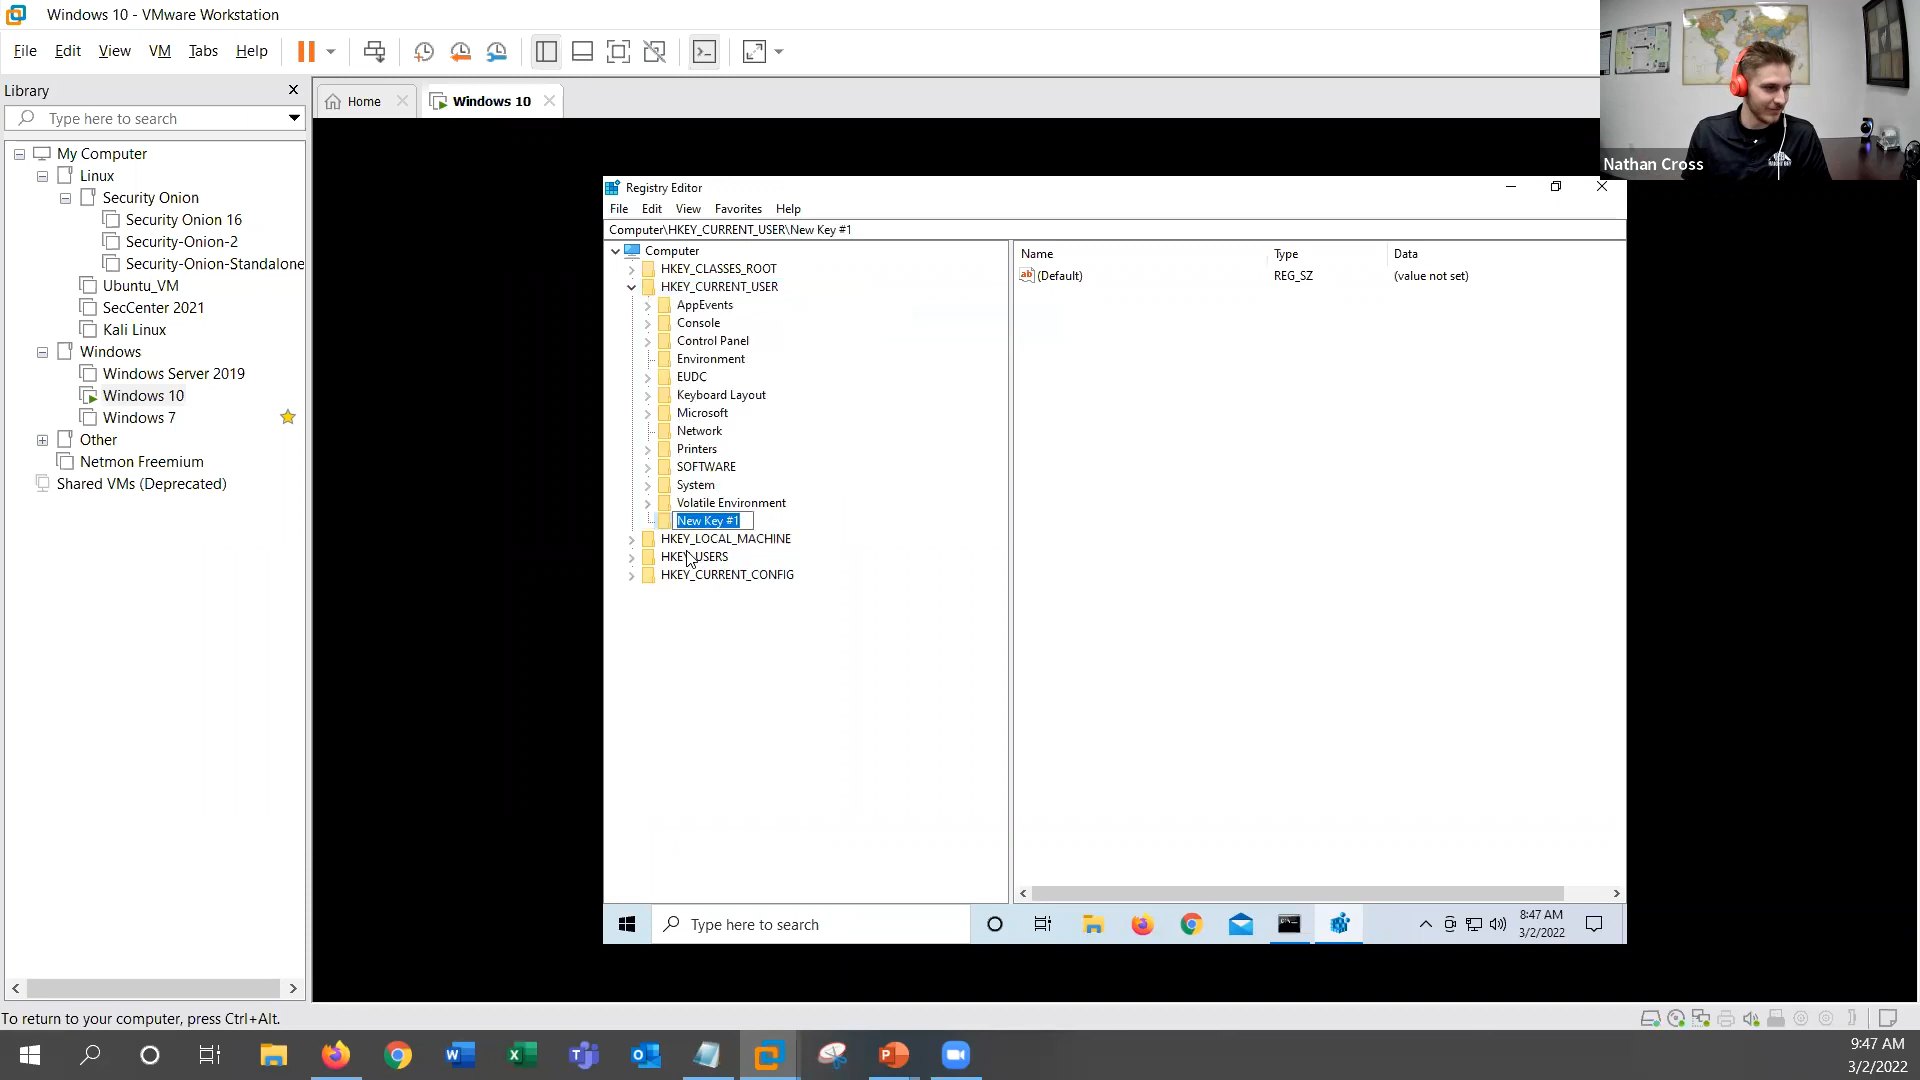 Windows 10 - VMware Workstation
File Edit View VM Tabs Help
Library
Type here to search
My Computer
Linux
Security Onion
Security Onion 16
Security-Onion-2
Security-Onion-Standalone
Ubuntu_VM
SecCenter 2021
Kali Linux
Windows
Windows Server 2019
Windows 10
Windows 7
Other
Netmon Freemium
Shared VMs (Deprecated)
Home
Windows 10
Nathan Cross
Registry Editor
File Edit View Favorites Help
Computer\HKEY_CURRENT_USER\New Key #1
Computer
HKEY_CLASSES_ROOT
HKEY_CURRENT_USER
AppEvents
Console
Control Panel
Environment
EUDC
Keyboard Layout
Microsoft
Network
Printers
SOFTWARE
System
Volatile Environment
New Key #1
HKEY_LOCAL_MACHINE
HKEY_USERS
HKEY_CURRENT_CONFIG
Name Type Data
(Default) REG_SZ (value not set)
Type here to search
8:47 AM
3/2/2022
To return to your computer, press Ctrl+Alt.
9:47 AM
3/2/2022